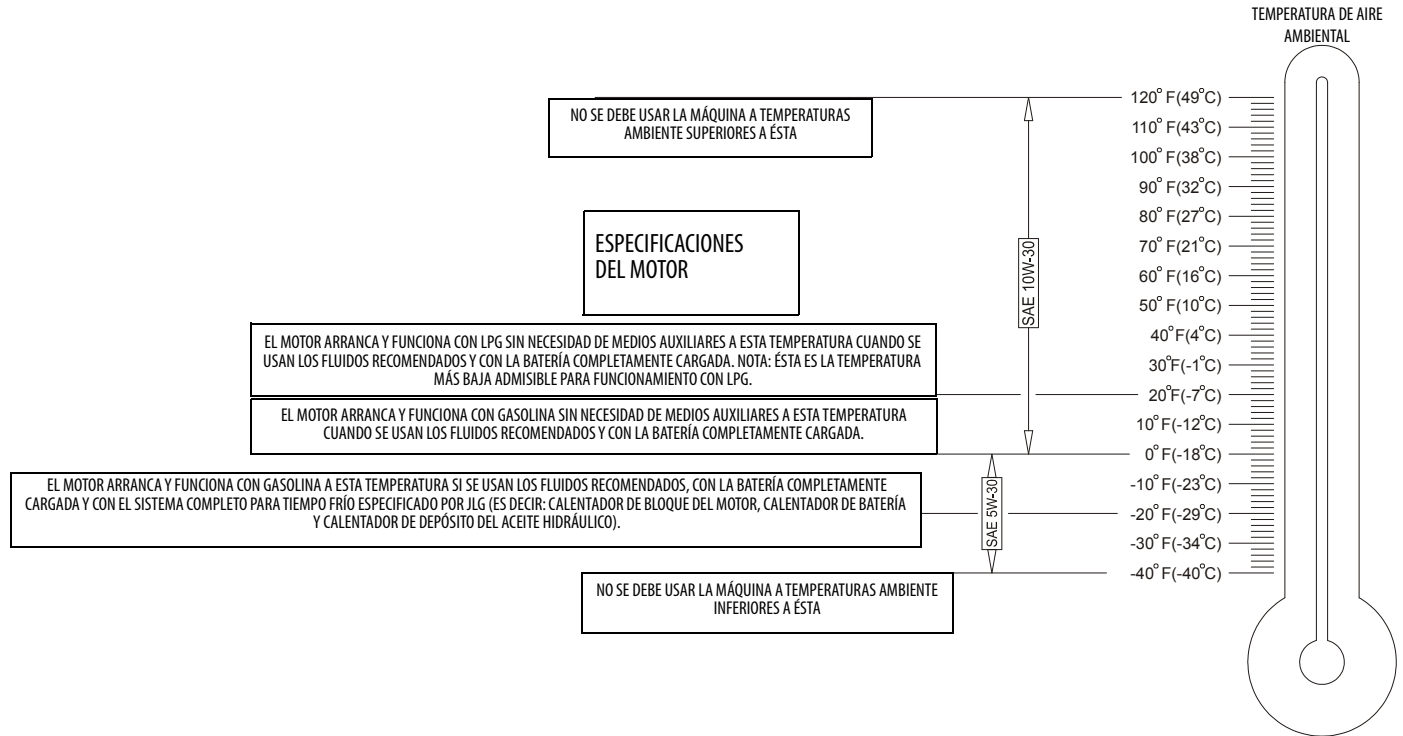 TEMPERATURA DE AIRE
AMBIENTAL
NO SE DEBE USAR LA MÁQUINA A TEMPERATURAS
AMBIENTE SUPERIORES A ÉSTA
ESPECIFICACIONES
DEL MOTOR
EL MOTOR ARRANCA Y FUNCIONA CON LPG SIN NECESIDAD DE MEDIOS AUXILIARES A ESTA TEMPERATURA CUANDO SE
USAN LOS FLUIDOS RECOMENDADOS Y CON LA BATERÍA COMPLETAMENTE CARGADA. NOTA: ÉSTA ES LA TEMPERATURA
MÁS BAJA ADMISIBLE PARA FUNCIONAMIENTO CON LPG.
EL MOTOR ARRANCA Y FUNCIONA CON GASOLINA SIN NECESIDAD DE MEDIOS AUXILIARES A ESTA TEMPERATURA
CUANDO SE USAN LOS FLUIDOS RECOMENDADOS Y CON LA BATERÍA COMPLETAMENTE CARGADA.
EL MOTOR ARRANCA Y FUNCIONA CON GASOLINA A ESTA TEMPERATURA SI SE USAN LOS FLUIDOS RECOMENDADOS, CON LA BATERÍA COMPLETAMENTE
CARGADA Y CON EL SISTEMA COMPLETO PARA TIEMPO FRÍO ESPECIFICADO POR JLG (ES DECIR: CALENTADOR DE BLOQUE DEL MOTOR, CALENTADOR DE BATERÍA
Y CALENTADOR DE DEPÓSITO DEL ACEITE HIDRÁULICO).
NO SE DEBE USAR LA MÁQUINA A TEMPERATURAS AMBIENTE
INFERIORES A ÉSTA
SAE 10W-30
SAE 5W-30
120° F(49°C)
110° F(43°C)
100° F(38°C)
90° F(32°C)
80° F(27°C)
70° F(21°C)
60° F(16°C)
50° F(10°C)
40°F(4°C)
30°F(-1°C)
20°F(-7°C)
10° F(-12°C)
0° F(-18°C)
-10° F(-23°C)
-20° F(-29°C)
-30° F(-34°C)
-40° F(-40°C)